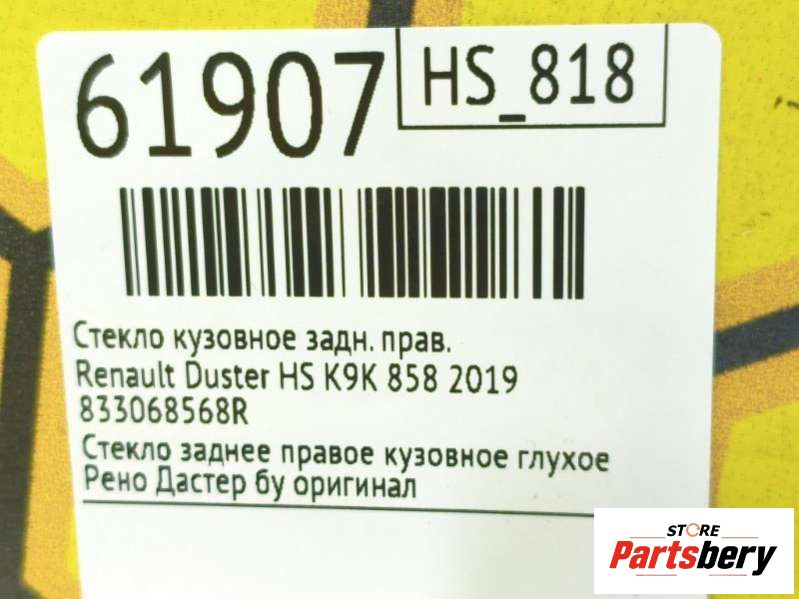 61907
HS_818
Стекло кузовное задн. прав.
Renault Duster HS K9K 858 2019
833068568R
Стекло заднее правое кузовное глухое
Рено Дастер бу оригинал
STORE
Partsbery